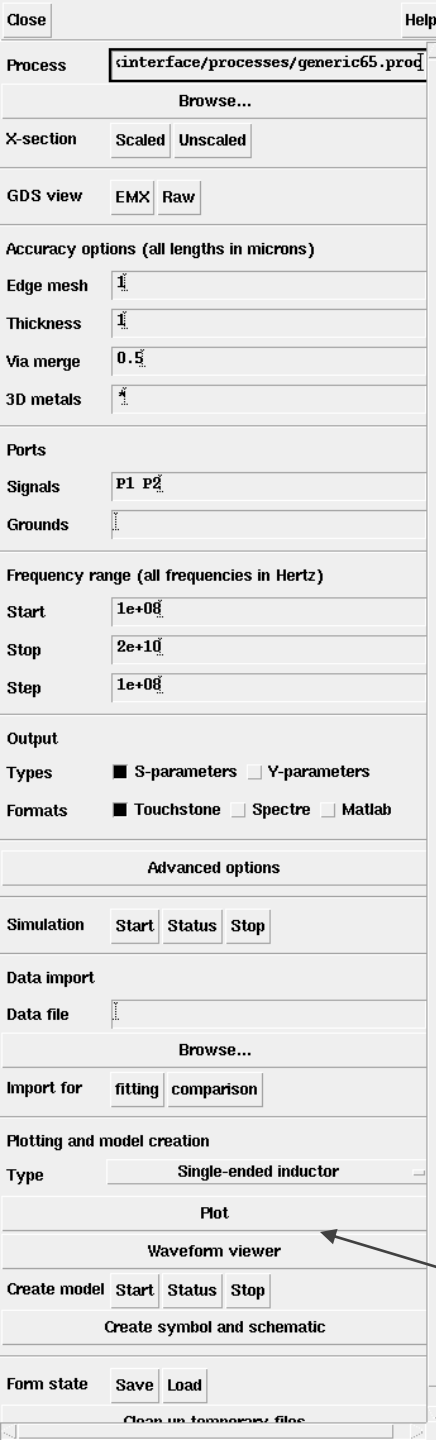 Close Help
Process <interface/processes/generic65.proc
Browse...
X-section Scaled Unscaled
GDS view EMX Raw
Accuracy options (all lengths in microns)
Edge mesh 1
Thickness 1
Via merge 0.5
3D metals *
Ports
Signals P1 P2
Grounds
Frequency range (all frequencies in Hertz)
Start 1e+08
Stop 2e+10
Step 1e+08
Output
Types S-parameters Y-parameters
Formats Touchstone Spectre Matlab
Advanced options
Simulation Start Status Stop
Data import
Data file
Browse...
Import for fitting comparison
Plotting and model creation
Type Single-ended inductor
Plot
Waveform viewer
Create model Start Status Stop
Create symbol and schematic
Form state Save Load
Clean up temporary files